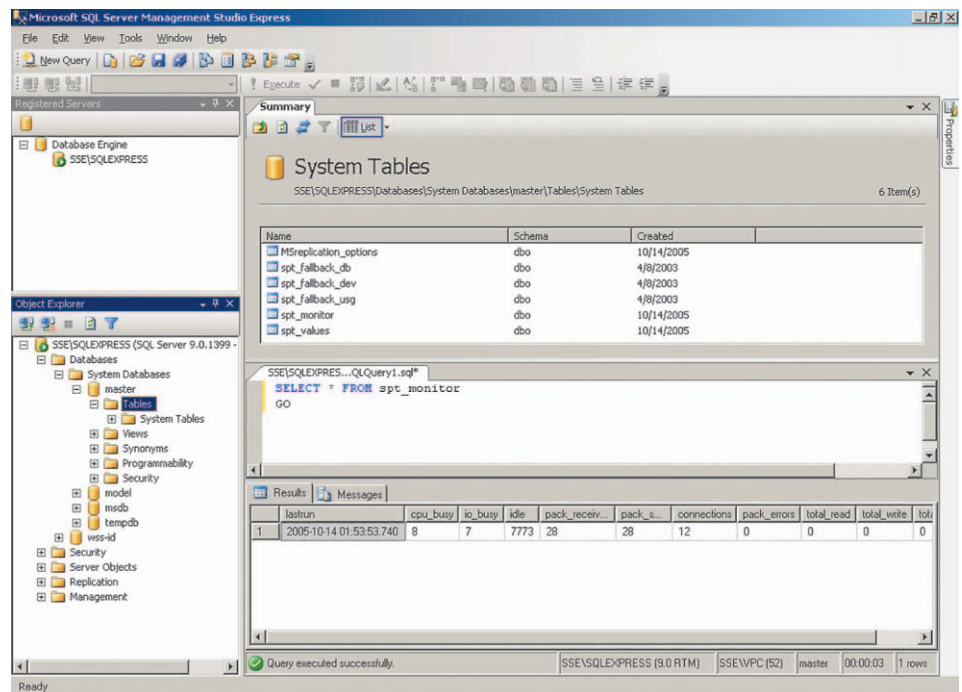 Microsoft SQL Server Management Studio Express
File Edit View Tools Window Help
New Query
Execute
Registered Servers
Database Engine
SSE\SQLEXPRESS
Summary
List
System Tables
SSE\SQLEXPRESS\Databases\System Databases\master\Tables\System Tables
6 Item(s)
Name Schema Created
MSreplication_options dbo 10/14/2005
spt_fallback_db dbo 4/8/2003
spt_fallback_dev dbo 4/8/2003
spt_fallback_usg dbo 4/8/2003
spt_monitor dbo 10/14/2005
spt_values dbo 10/14/2005
Properties
Object Explorer
SSE\SQLEXPRESS (SQL Server 9.0.1399 -
Databases
System Databases
master
Tables
System Tables
Views
Synonyms
Programmability
Security
model
msdb
tempdb
wss-id
Security
Server Objects
Replication
Management
SSE\SQLEXPRES...QLQuery1.sql*
SELECT * FROM spt_monitor
GO
Results Messages
lastrun cpu_busy io_busy idle pack_receiv... pack_s... connections pack_errors total_read total_write tota
1 2005-10-14 01:53:53.740 8 7 7773 28 28 12 0 0 0 0
Query executed successfully. SSE\SQLEXPRESS (9.0 RTM) SSE\VPC (52) master 00:00:03 1 rows
Ready